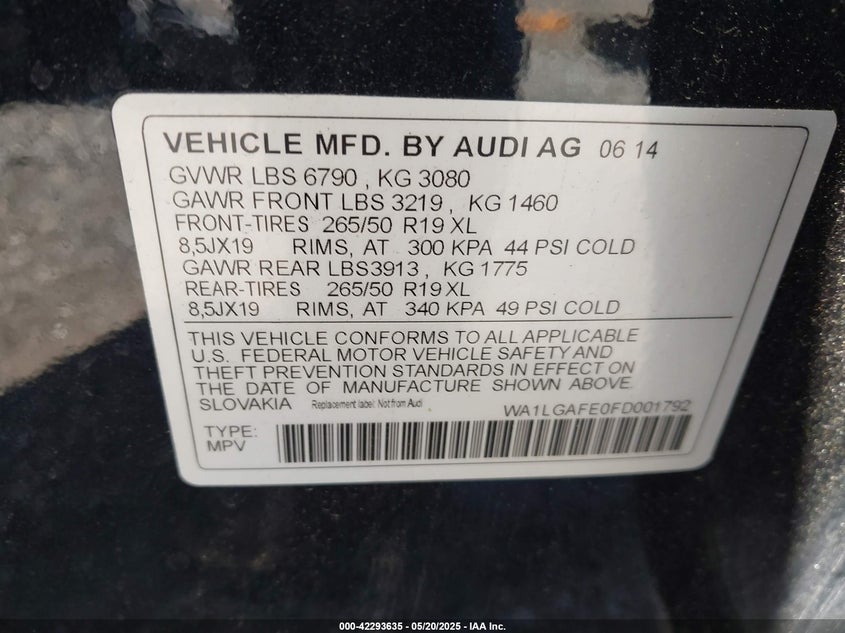 VEHICLE MFD. BY AUDI AG 06 14
GVWR LBS 6790 , KG 3080
GAWR FRONT LBS 3219 , KG 1460
FRONT-TIRES 265/50 R19 XL
8,5JX19 RIMS, AT 300 KPA 44 PSI COLD
GAWR REAR LBS3913 , KG 1775
REAR-TIRES 265/50 R19 XL
8,5JX19 RIMS, AT 340 KPA 49 PSI COLD
THIS VEHICLE CONFORMS TO ALL APPLICABLE
U.S. FEDERAL MOTOR VEHICLE SAFETY AND
THEFT PREVENTION STANDARDS IN EFFECT ON
THE DATE OF MANUFACTURE SHOWN ABOVE.
SLOVAKIA Replacement label: Not from Audi WA1LGAFE0FD001792
TYPE:
MPV
000-42293635 - 05/20/2025 - IAA Inc.